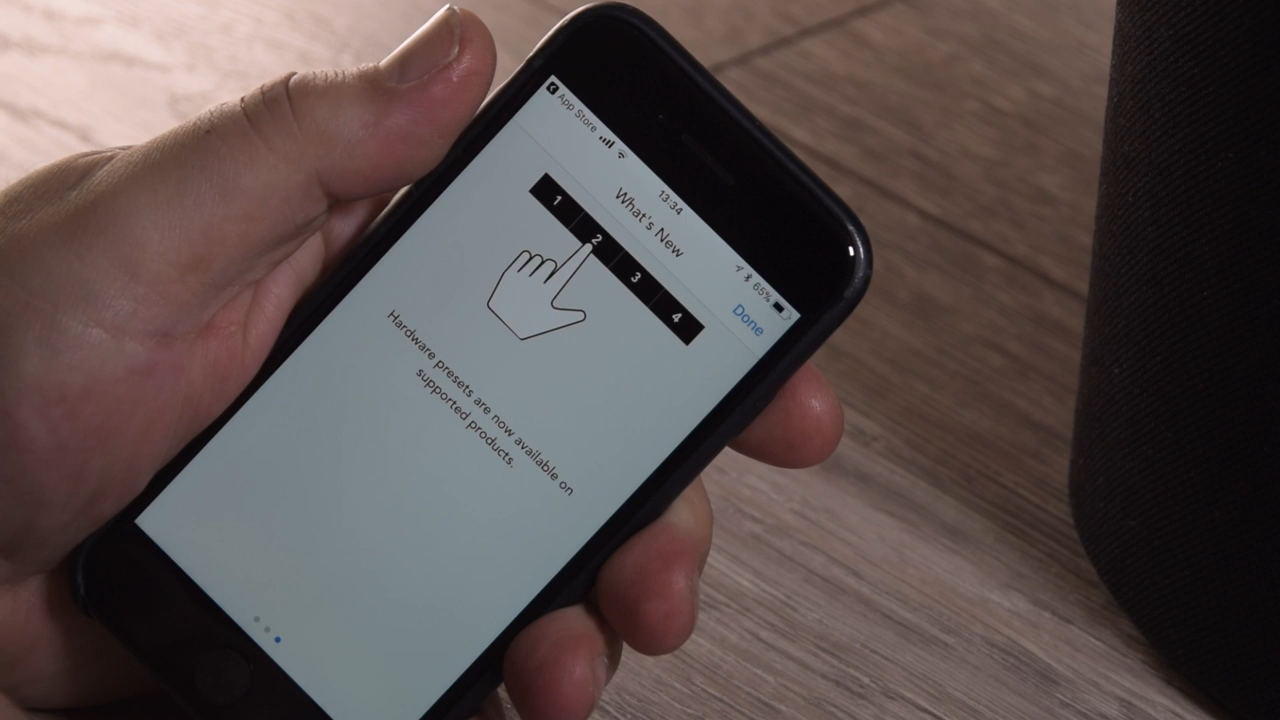 App Store
13:34
65%
What's New
Done
1 2 3 4
Hardware presets are now available on
supported products.